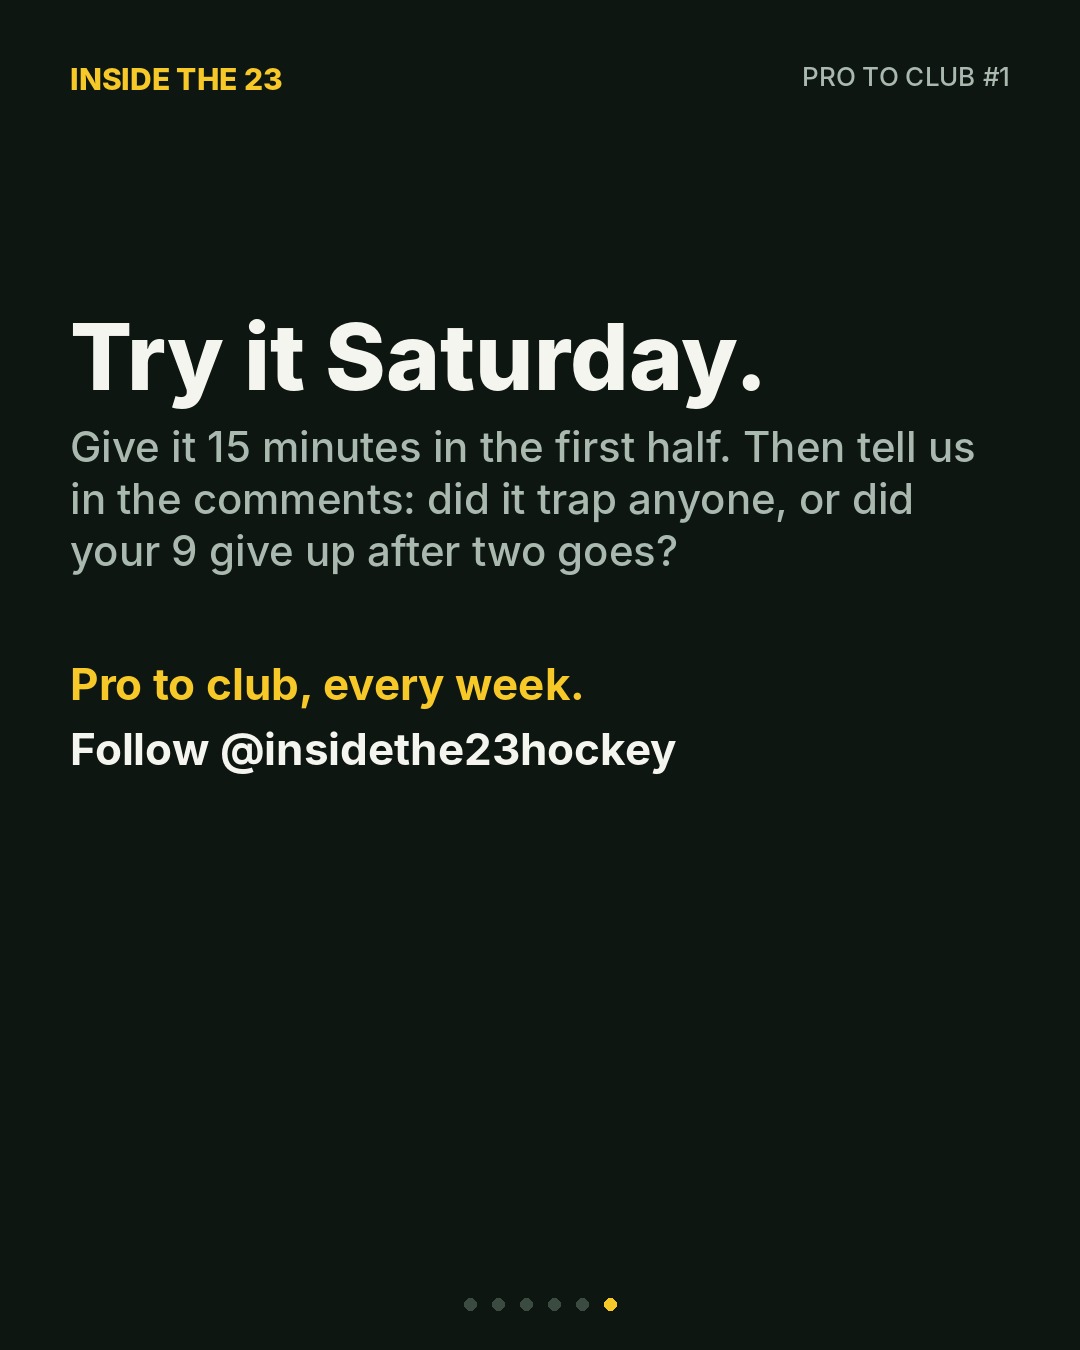 INSIDE THE 23
PRO TO CLUB #1
Try it Saturday.
Give it 15 minutes in the first half. Then tell us
in the comments: did it trap anyone, or did
your 9 give up after two goes?
Pro to club, every week.
Follow @insidethe23hockey